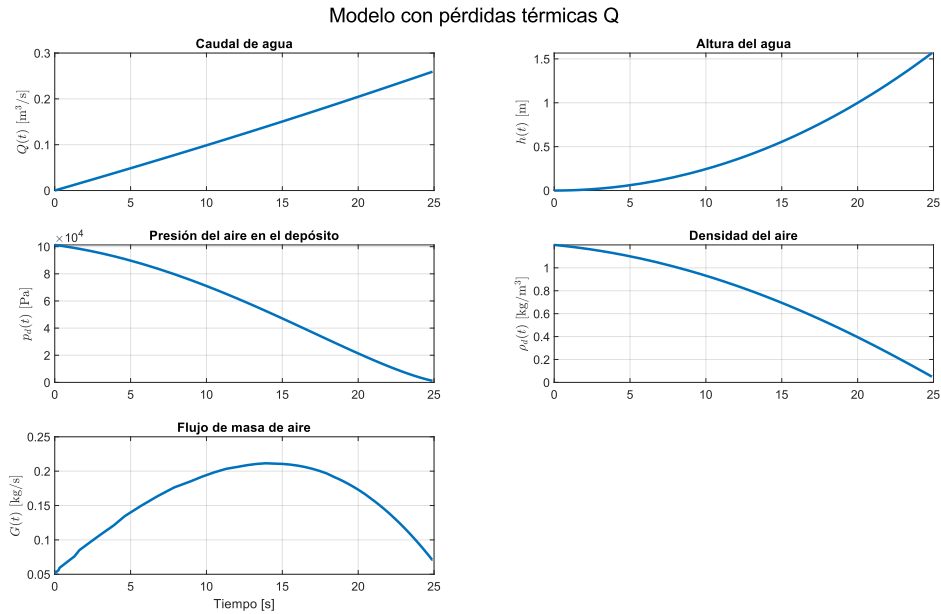 Modelo con pérdidas térmicas Q
Caudal de agua
Q(t) [m³/s]
0.3
0.2
0.1
0
0 5 10 15 20 25
Altura del agua
h(t) [m]
1.5
1
0.5
0
0 5 10 15 20 25
Presión del aire en el depósito
×10⁴
p_d(t) [Pa]
10
8
6
4
2
0
0 5 10 15 20 25
Densidad del aire
ρ_d(t) [kg/m³]
1
0.8
0.6
0.4
0.2
0
0 5 10 15 20 25
Flujo de masa de aire
G(t) [kg/s]
0.25
0.2
0.15
0.1
0.05
0 5 10 15 20 25
Tiempo [s]